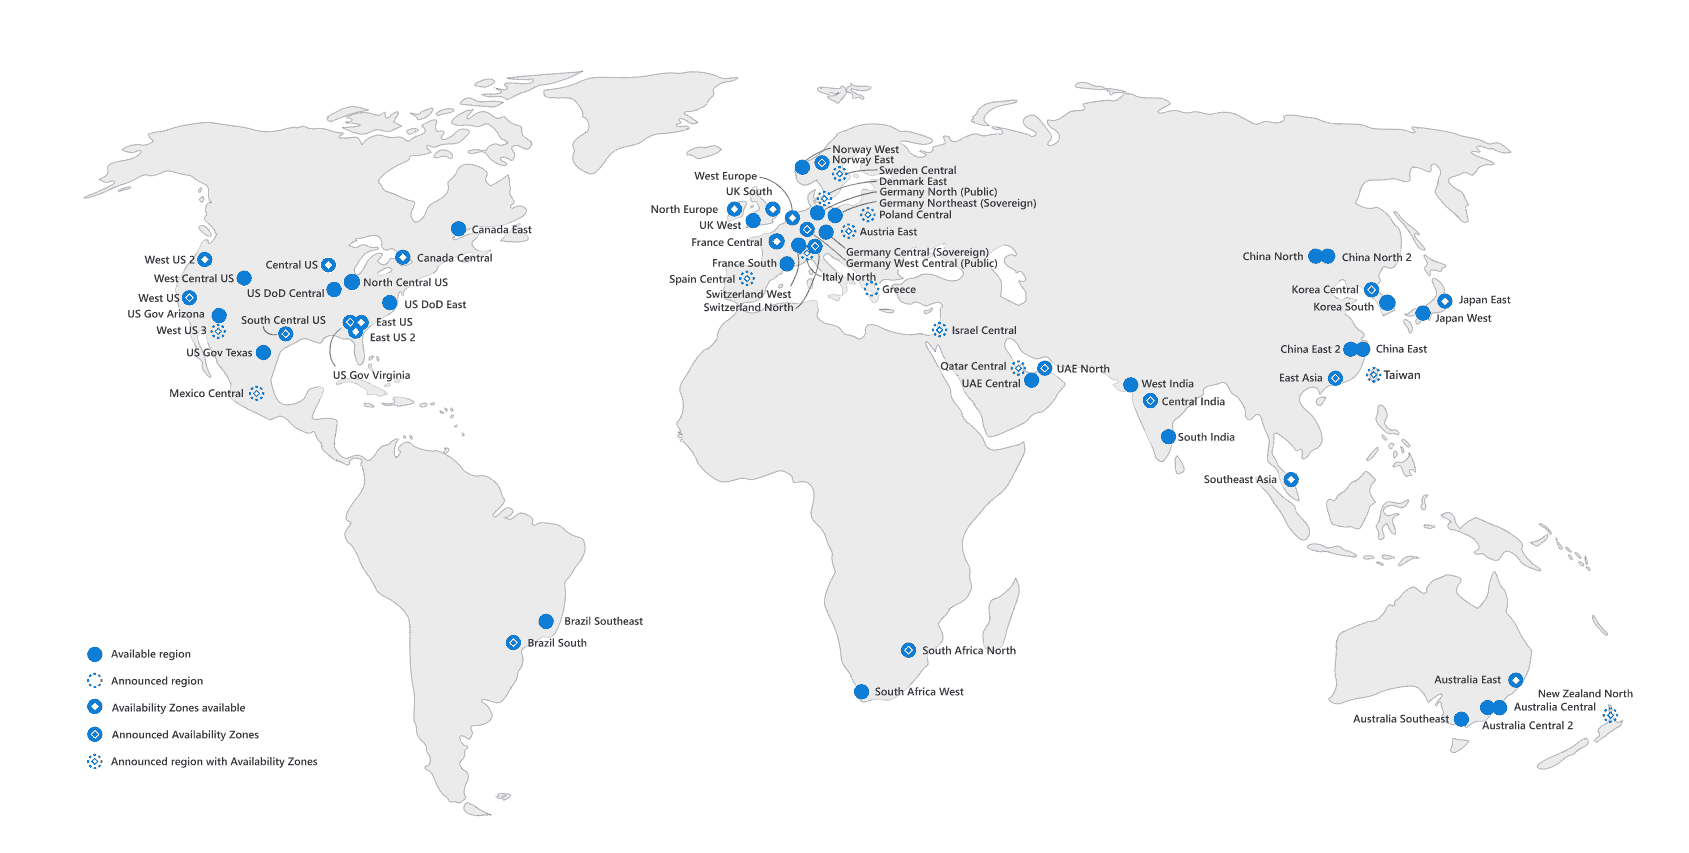 Norway West
Norway East
Sweden Central
West Europe
Denmark East
UK South
Germany North (Public)
Germany Northeast (Sovereign)
North Europe
Poland Central
UK West
Canada East
Austria East
France Central
Germany Central (Sovereign)
West US 2
Central US
Canada Central
France South
Germany West Central (Public)
China North
China North 2
West Central US
North Central US
Spain Central
Italy North
US DoD Central
Switzerland West
Greece
Korea Central
West US
US DoD East
Switzerland North
Korea South
Japan East
US Gov Arizona
South Central US
East US
Japan West
West US 3
East US 2
Israel Central
US Gov Texas
China East 2
China East
US Gov Virginia
Qatar Central
UAE North
East Asia
Taiwan
UAE Central
West India
Mexico Central
Central India
South India
Southeast Asia
Brazil Southeast
Brazil South
South Africa North
South Africa West
Australia East
New Zealand North
Australia Central
Australia Southeast
Australia Central 2
Available region
Announced region
Availability Zones available
Announced Availability Zones
Announced region with Availability Zones